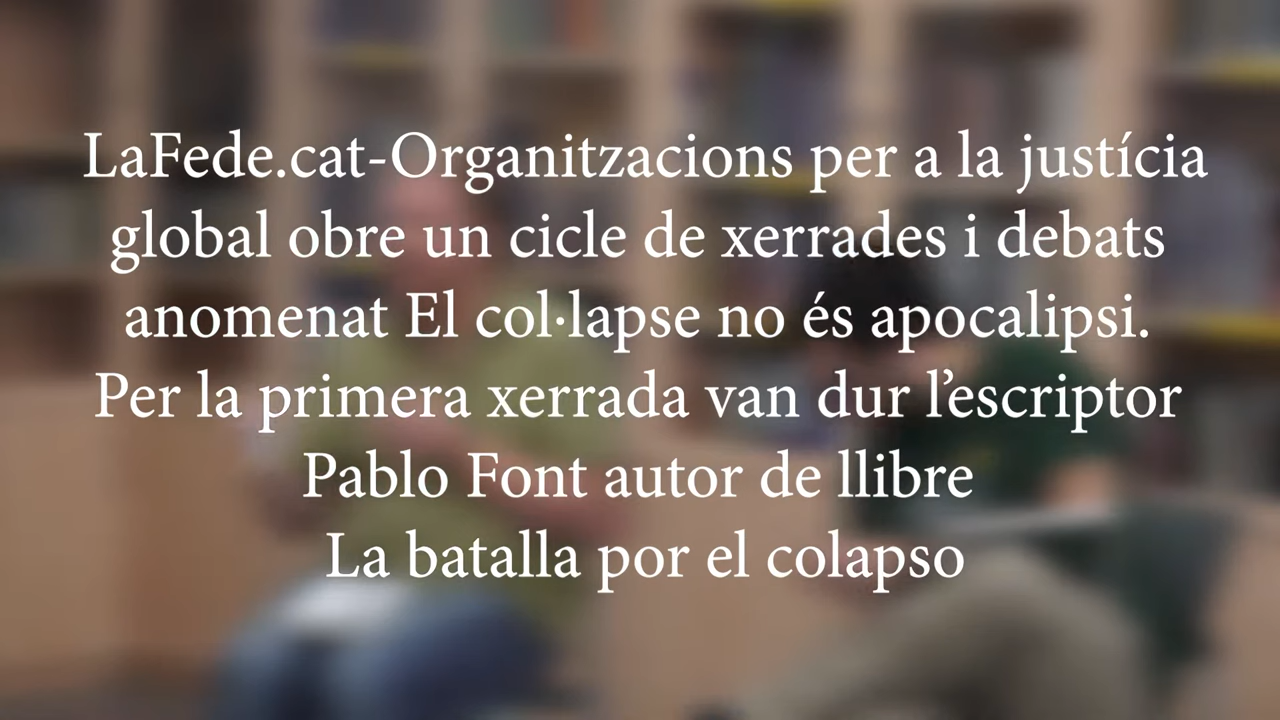 LaFede.cat-Organitzacions per a la justícia
global obre un cicle de xerrades i debats
anomenat El col·lapse no és apocalipsi.
Per la primera xerrada van dur l’escriptor
Pablo Font autor de llibre
La batalla por el colapso